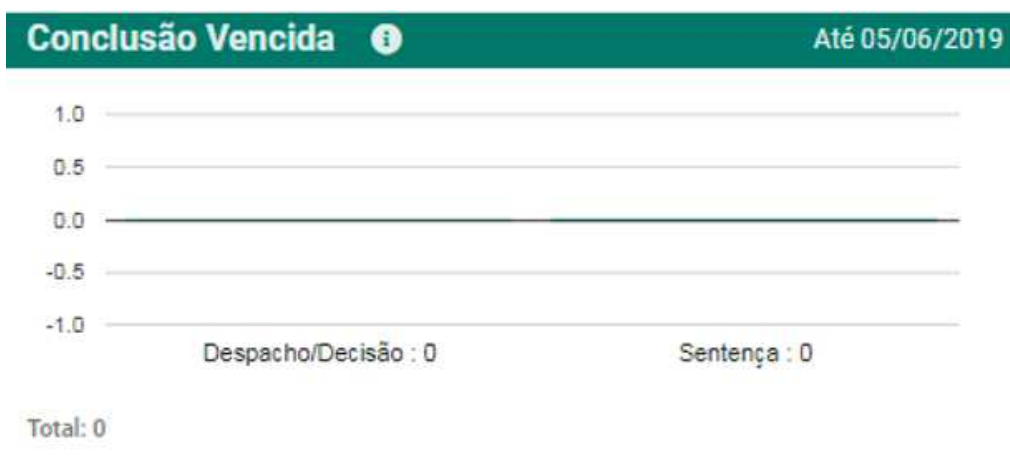 Conclusão Vencida
Até 05/06/2019
1.0
0.5
0.0
-0.5
-1.0
Despacho/Decisão : 0
Sentença : 0
Total: 0